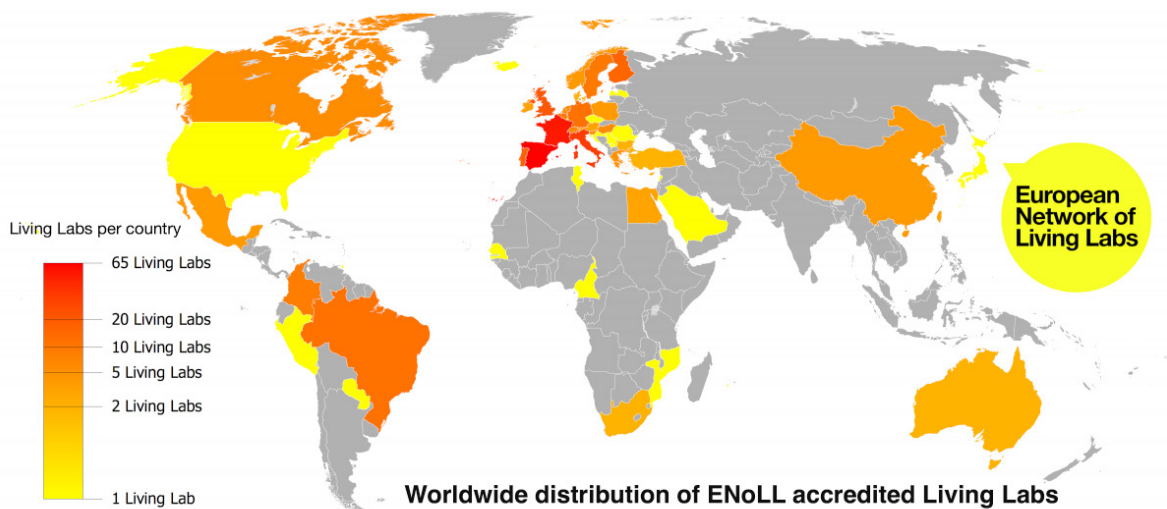 European
Network of
Living Labs
Living Labs per country
65 Living Labs
20 Living Labs
10 Living Labs
5 Living Labs
2 Living Labs
1 Living Lab
Worldwide distribution of ENoLL accredited Living Labs